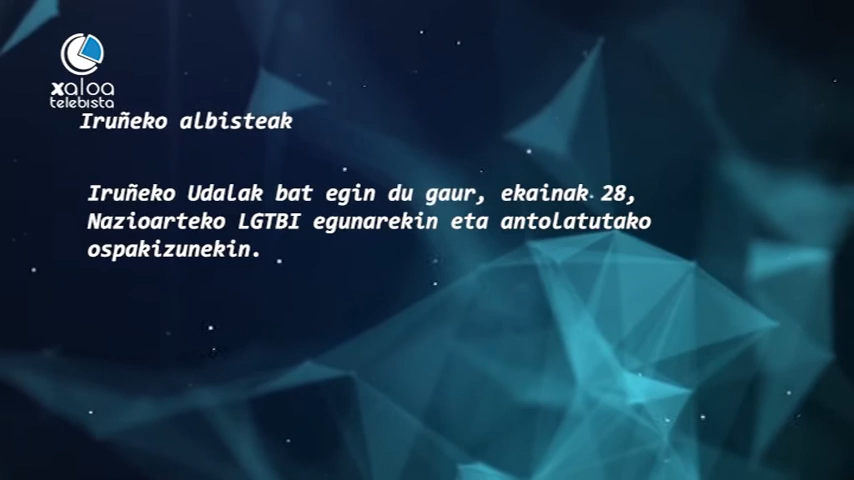 xaloa
telebista
Iruñeko albisteak
Iruñeko Udalak bat egin du gaur, ekainak 28,
Nazioarteko LGTBI egunarekin eta antolatutako
ospakizunekin.